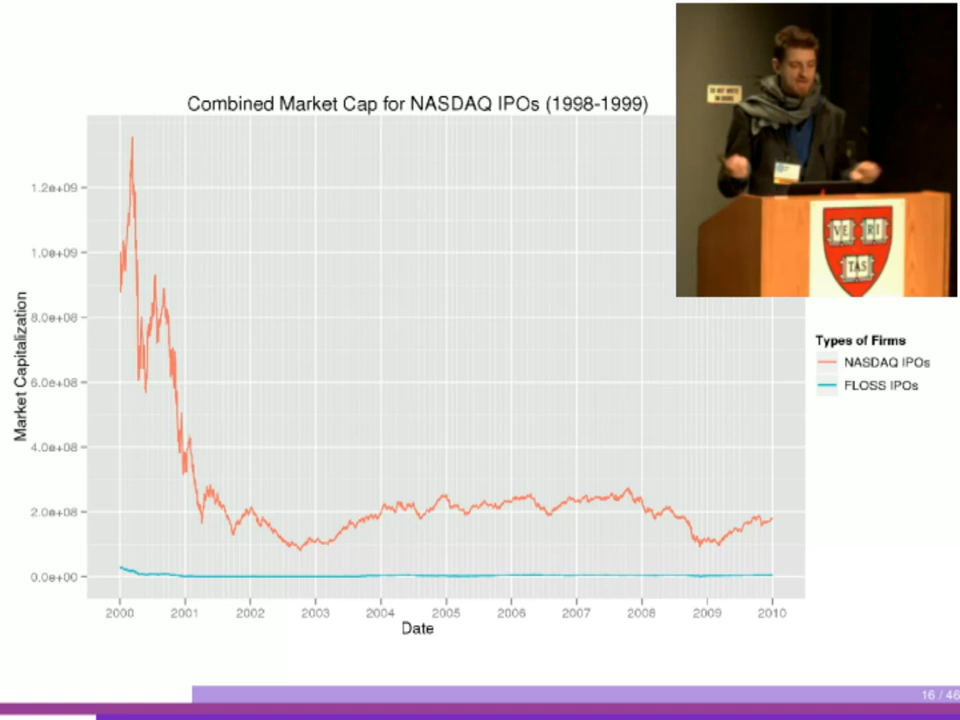 Combined Market Cap for NASDAQ IPOs (1998-1999)
Market Capitalization
1.2e+09
1.0e+09
8.0e+08
6.0e+08
4.0e+08
2.0e+08
0.0e+00
2000 2001 2002 2003 2004 2005 2006 2007 2008 2009 2010
Date
Types of Firms
NASDAQ IPOs
FLOSS IPOs
VE RI
TAS
16 / 46